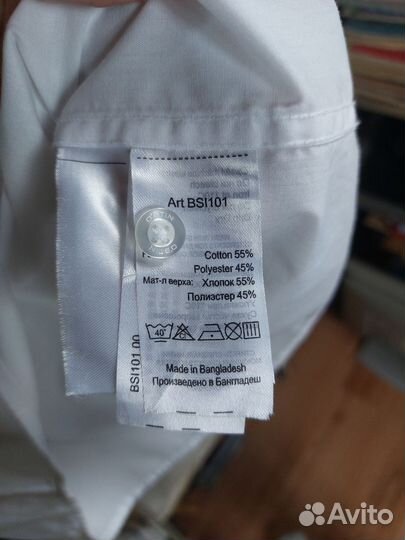 Art BSI101
Cotton 55%
Polyester 45%
Мат-л верха: Хлопок 55%
Полиэстер 45%
40°
Made in Bangladesh
Произведено в Бангладеш
BSI101.00
Avito